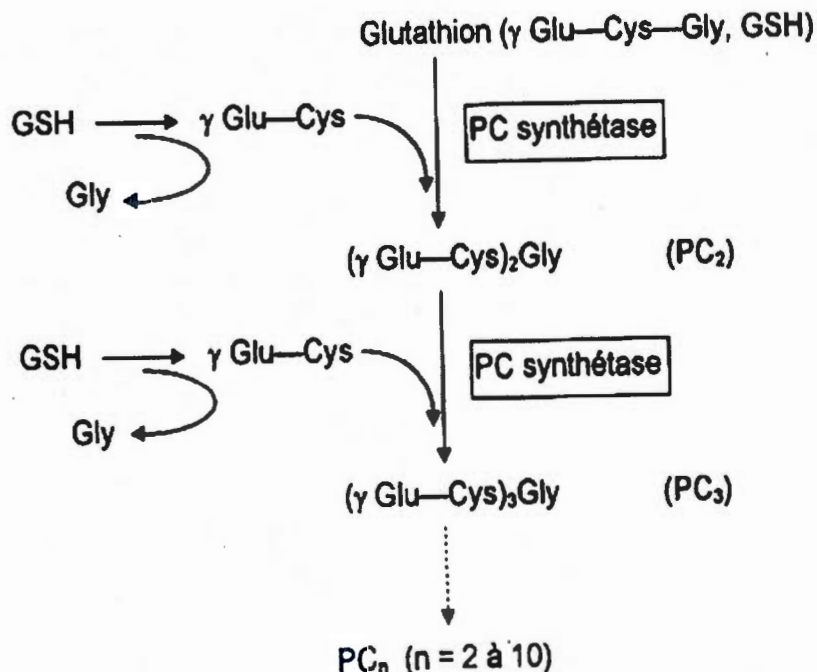 Glutathion (γ Glu—Cys—Gly, GSH)
GSH γ Glu—Cys PC synthétase
Gly
(γ Glu—Cys)₂Gly (PC₂)
GSH γ Glu—Cys PC synthétase
Gly
(γ Glu—Cys)₃Gly (PC₃)
PCₙ (n = 2 à 10)